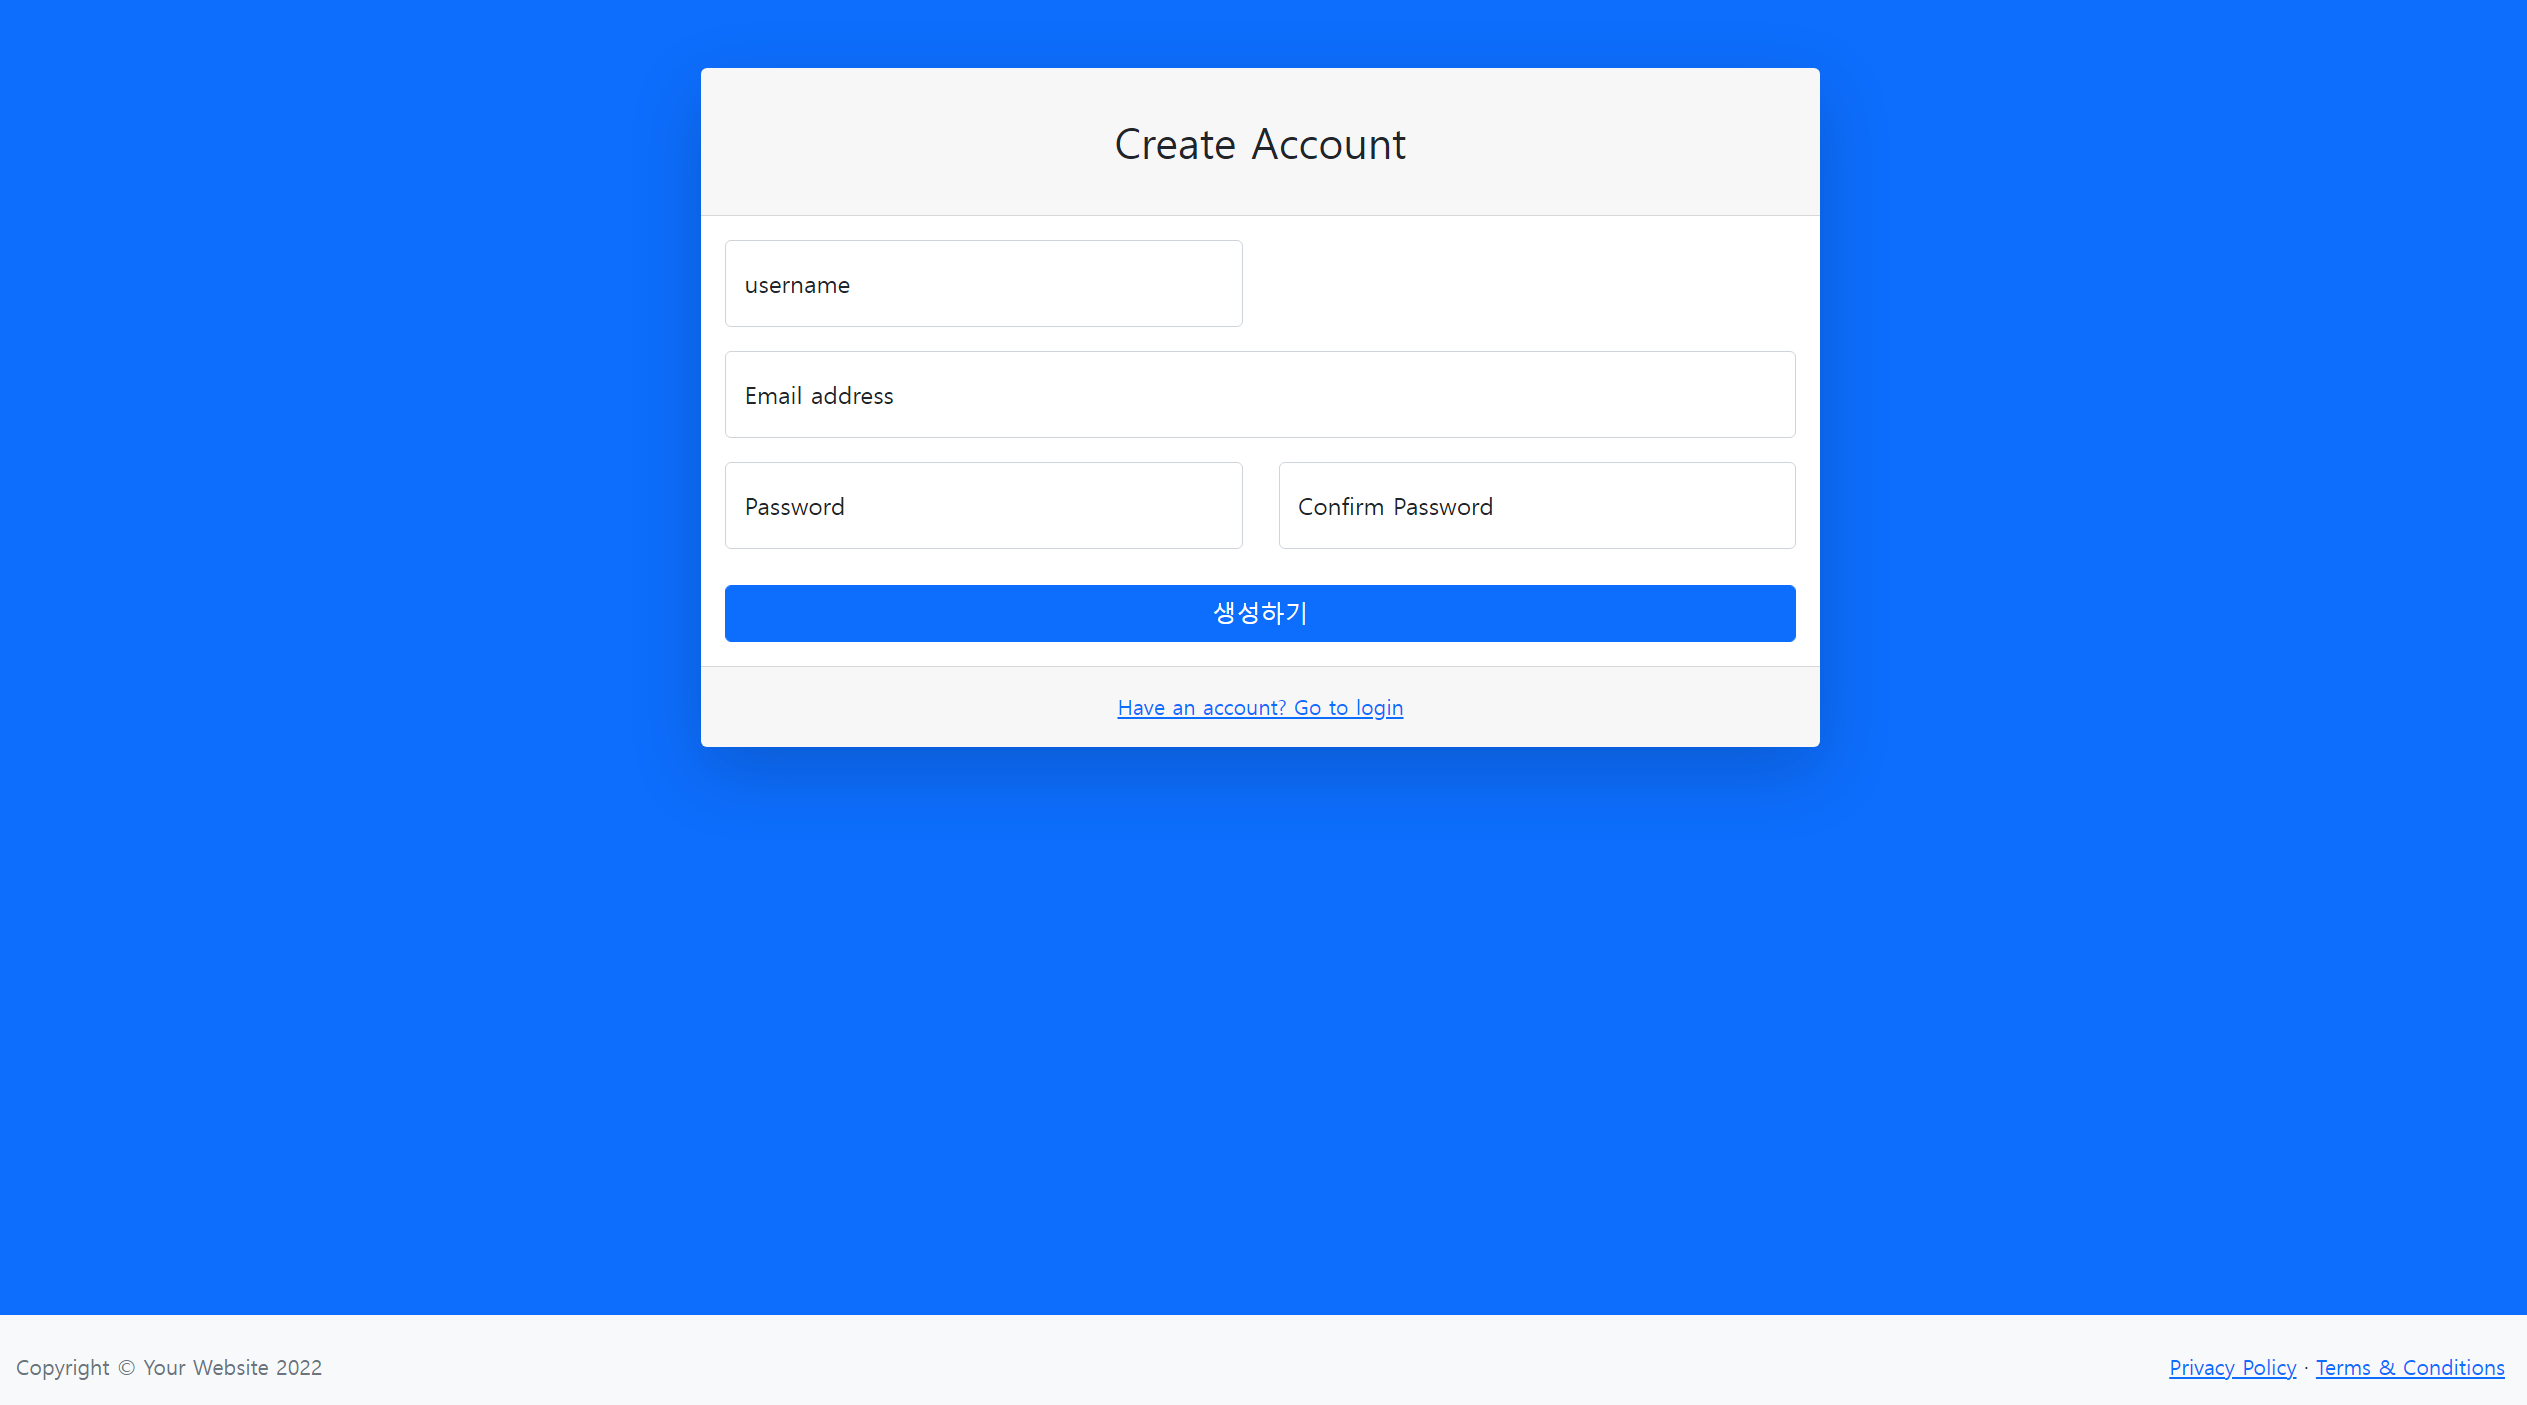 Create Account
username
Email address
Password
Confirm Password
생성하기
Have an account? Go to login
Copyright © Your Website 2022
Privacy Policy · Terms & Conditions